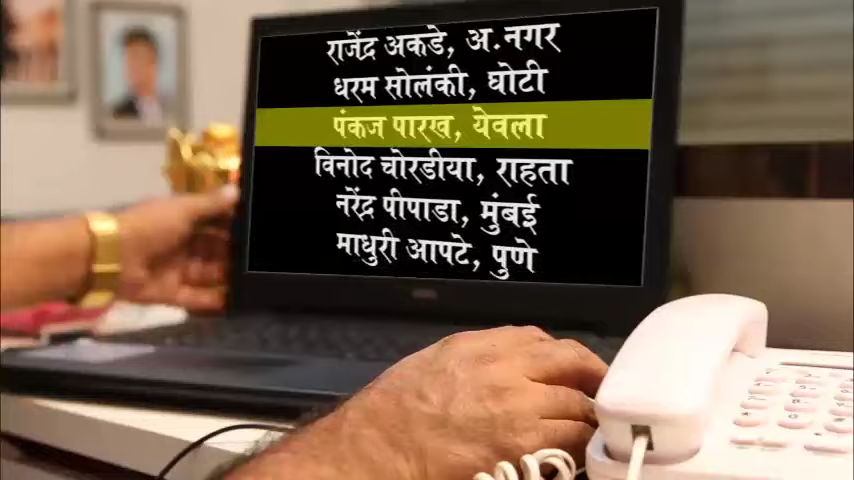 राजेंद्र अकडे, अ.नगर
धरम सोलंकी, घोटी
पंकज पारख, येवला
विनोद चोरडीया, राहता
नरेंद्र पीपाडा, मुंबई
माधुरी आपटे, पुणे